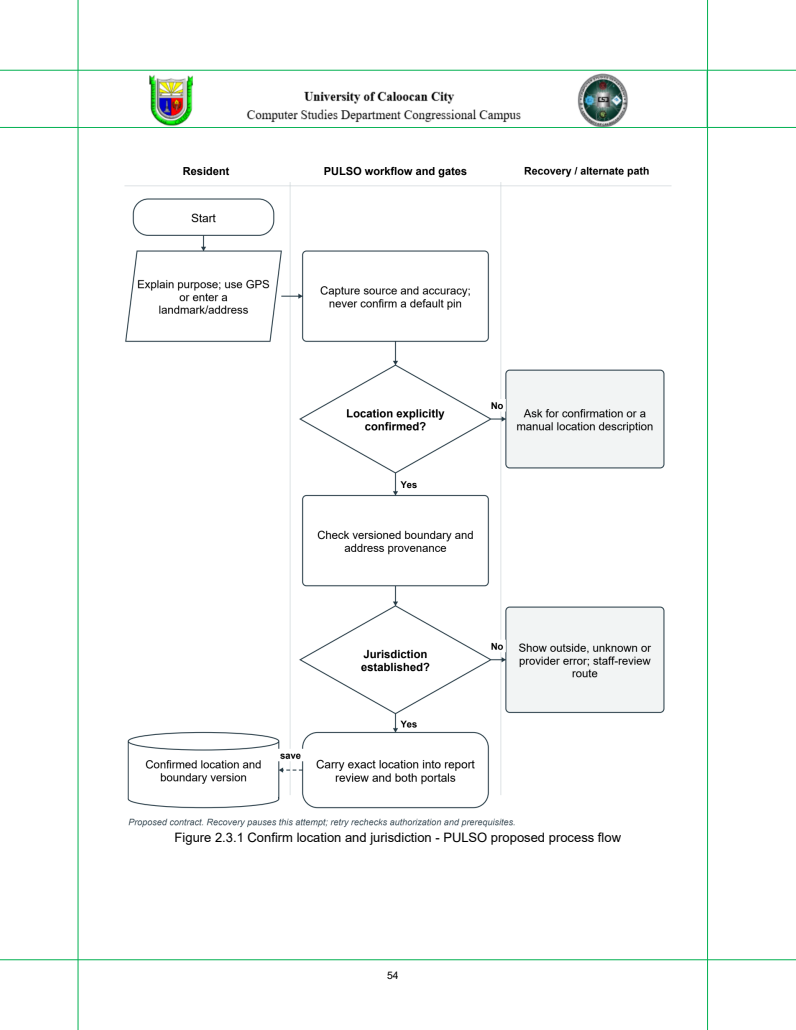 University of Caloocan City
Computer Studies Department Congressional Campus
Resident
PULSO workflow and gates
Recovery / alternate path
Start
Explain purpose; use GPS
or enter a
landmark/address
Capture source and accuracy;
never confirm a default pin
Location explicitly
confirmed?
No
Ask for confirmation or a
manual location description
Yes
Check versioned boundary and
address provenance
Jurisdiction
established?
No
Show outside, unknown or
provider error; staff-review
route
Yes
Carry exact location into report
review and both portals
save
Confirmed location and
boundary version
Proposed contract. Recovery pauses this attempt; retry rechecks authorization and prerequisites.
Figure 2.3.1 Confirm location and jurisdiction - PULSO proposed process flow
54